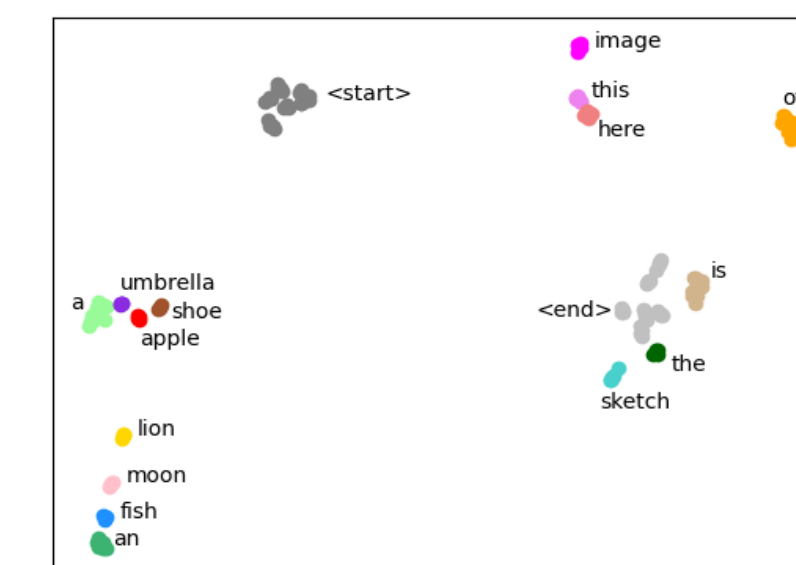 image
<start>
this
here
is
umbrella
a
shoe
<end>
apple
the
sketch
lion
moon
fish
an